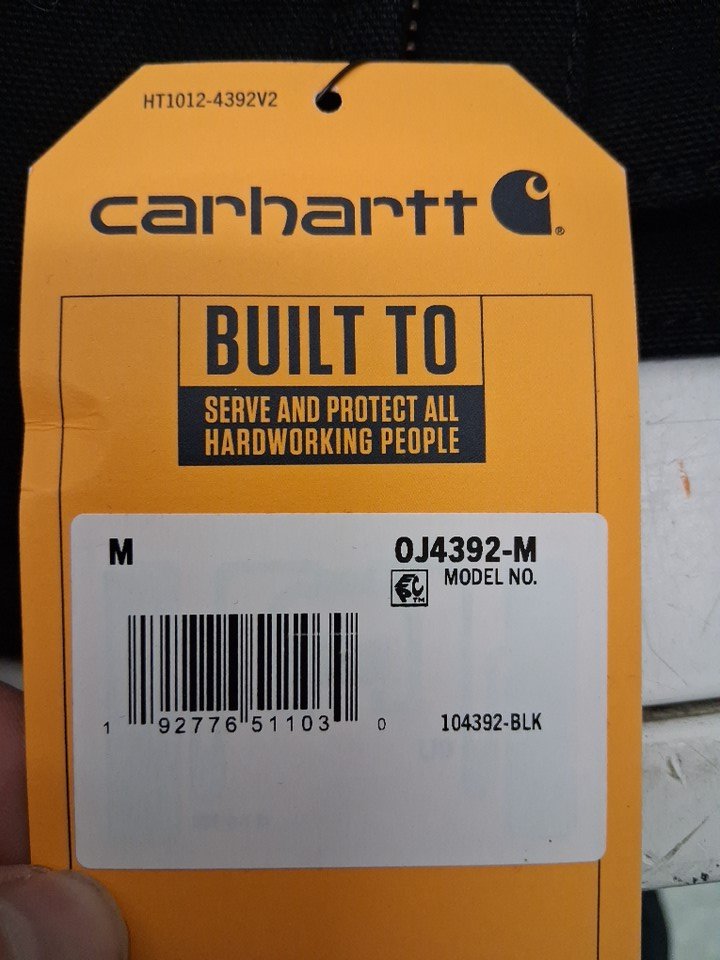 HT1012-4392V2
carhartt
BUILT TO
SERVE AND PROTECT ALL
HARDWORKING PEOPLE
M
OJ4392-M
MODEL NO.
1 92776 51103 0
104392-BLK